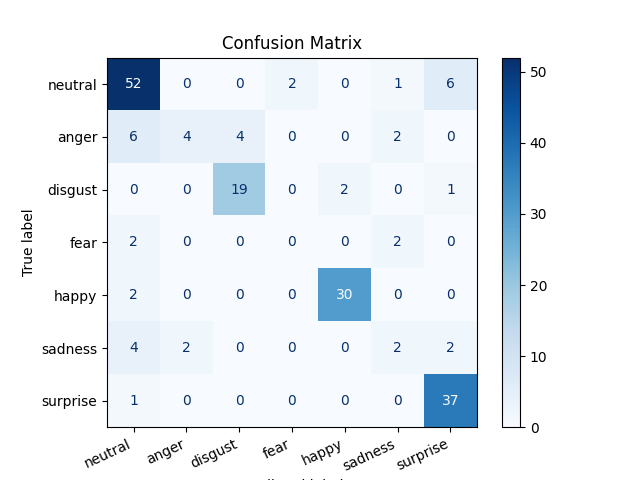 Confusion Matrix
neutral 52 0 0 2 0 1 6
anger 6 4 4 0 0 2 0
disgust 0 0 19 0 2 0 1
fear 2 0 0 0 0 2 0
happy 2 0 0 0 30 0 0
sadness 4 2 0 0 0 2 2
surprise 1 0 0 0 0 0 37
neutral anger disgust fear happy sadness surprise
True label
50
40
30
20
10
0